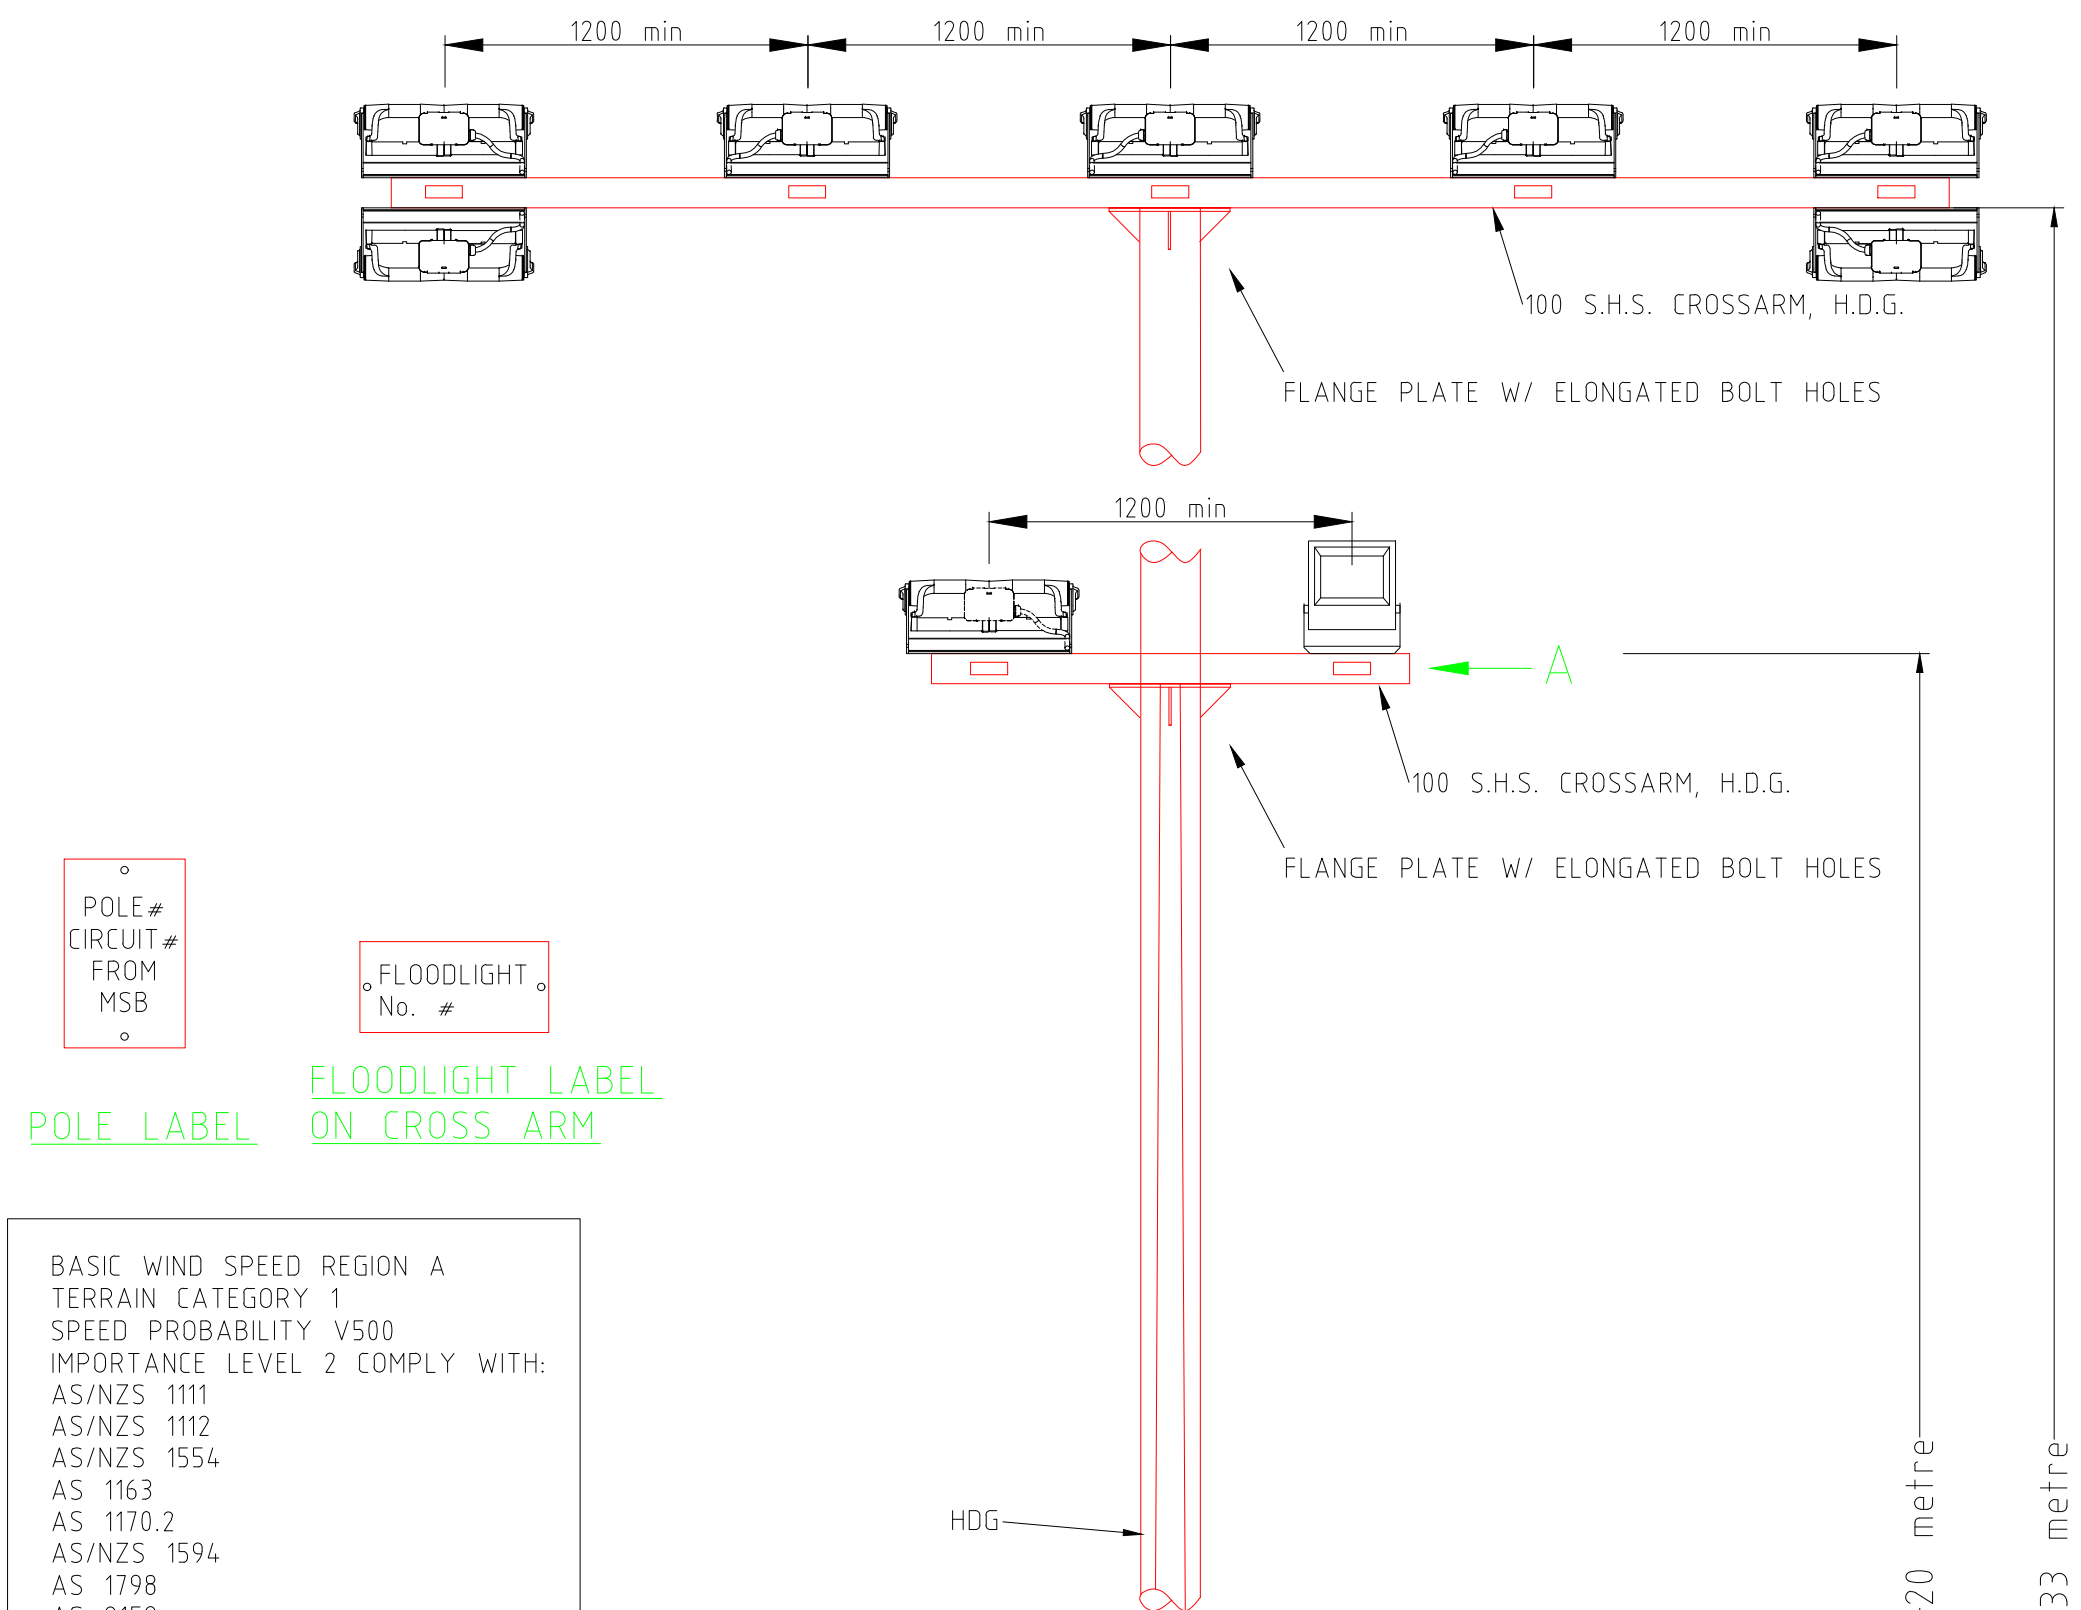 1200 min
1200 min
1200 min
1200 min
100 S.H.S. CROSSARM, H.D.G.
FLANGE PLATE W/ ELONGATED BOLT HOLES
1200 min
A
100 S.H.S. CROSSARM, H.D.G.
FLANGE PLATE W/ ELONGATED BOLT HOLES
POLE#
CIRCUIT#
FROM
MSB
POLE LABEL
FLOODLIGHT
No. #
FLOODLIGHT LABEL
ON CROSS ARM
BASIC WIND SPEED REGION A
TERRAIN CATEGORY 1
SPEED PROBABILITY V500
IMPORTANCE LEVEL 2 COMPLY WITH:
AS/NZS 1111
AS/NZS 1112
AS/NZS 1554
AS 1163
AS 1170.2
AS/NZS 1594
AS 1798
HDG
20 metre
33 metre